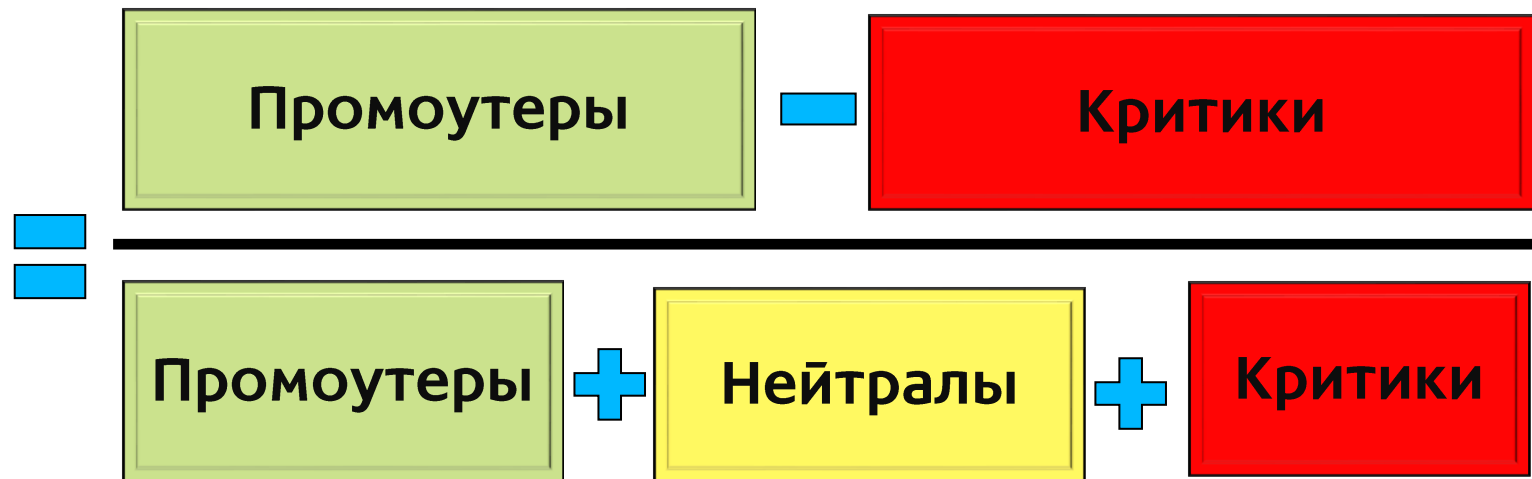 Промоутеры - Критики
=
Промоутеры + Нейтралы + Критики